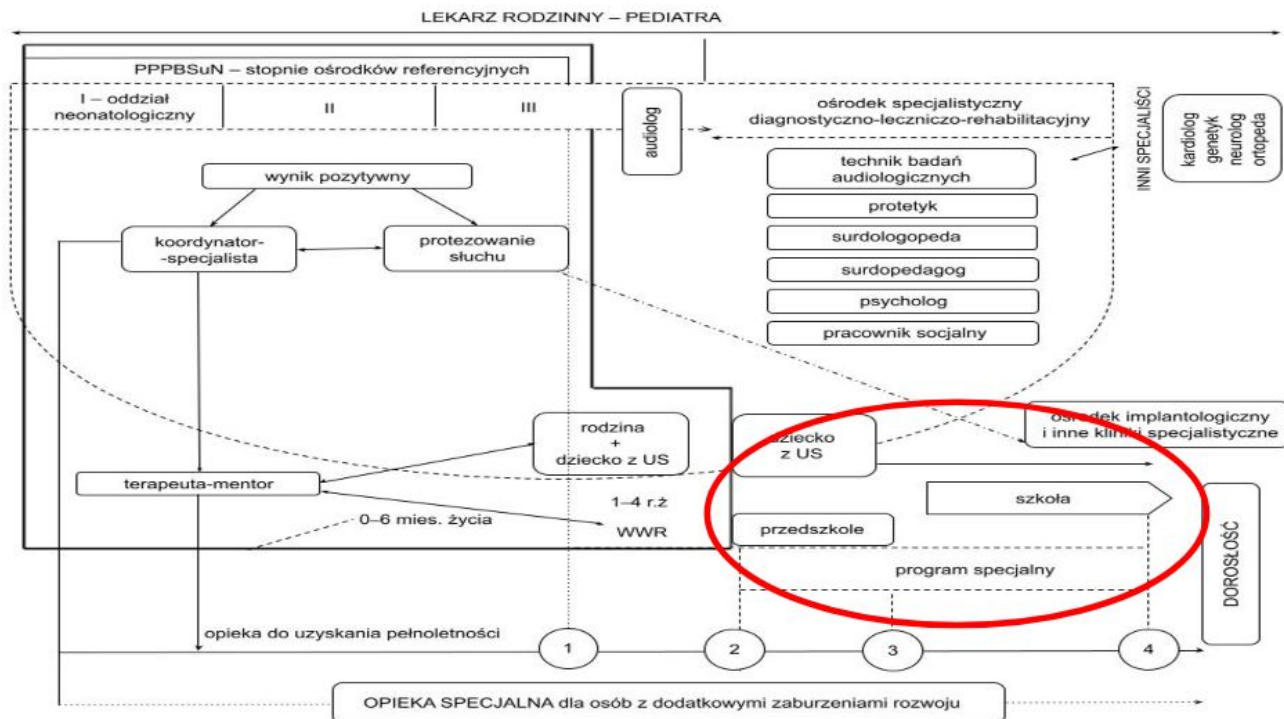 LEKARZ RODZINNY – PEDIATRA
PPPBSuN – stopnie ośrodków referencyjnych
I – oddział
neonatologiczny
II
III
audiolog
ośrodek specjalistyczny
diagnostyczno-leczniczo-rehabilitacyjny
INNI SPECJALIŚCI
kardiolog
genetyk
neurolog
ortopeda
technik badań
audiologicznych
protetyk
surdologopeda
surdopedagog
psycholog
pracownik socjalny
wynik pozytywny
koordynator-
-specjalista
protezowanie
słuchu
rodzina
+
dziecko z US
dziecko
z US
ośrodek implantologiczny
i inne kliniki specjalistyczne
terapeuta-mentor
1–4 r.ż
WWR
0–6 mies. życia
szkoła
przedszkole
program specjalny
DOROSŁOŚĆ
opieka do uzyskania pełnoletności
1
2
3
4
OPIEKA SPECJALNA dla osób z dodatkowymi zaburzeniami rozwoju